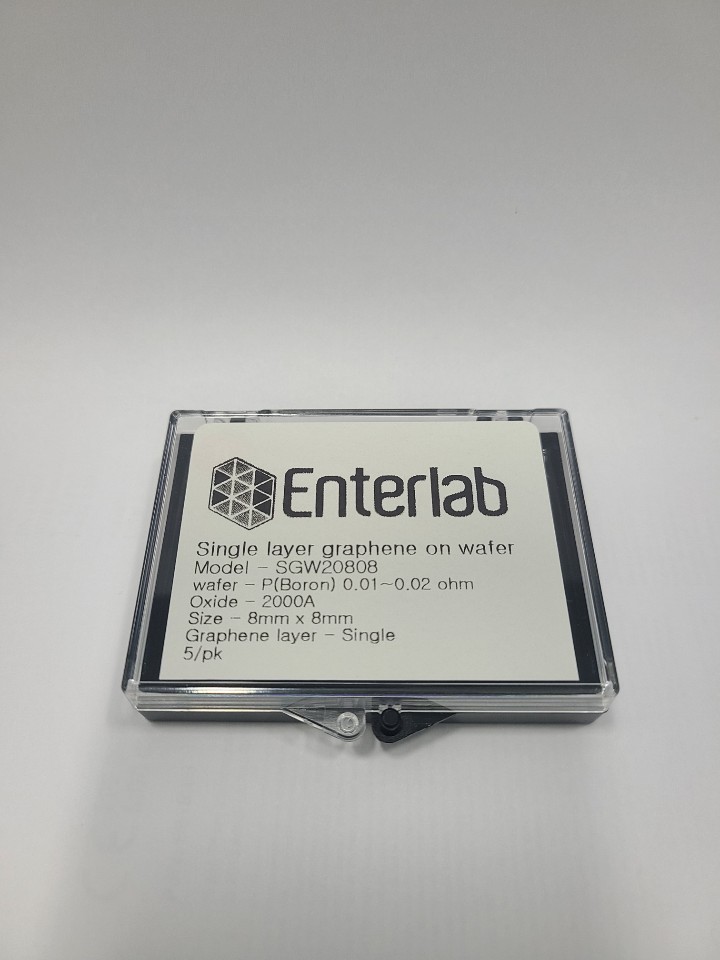 Enterlab
Single layer graphene on wafer
Model - SGW20808
wafer - P(Boron) 0.01~0.02 ohm
Oxide - 2000A
Size - 8mm x 8mm
Graphene layer - Single
5/pk